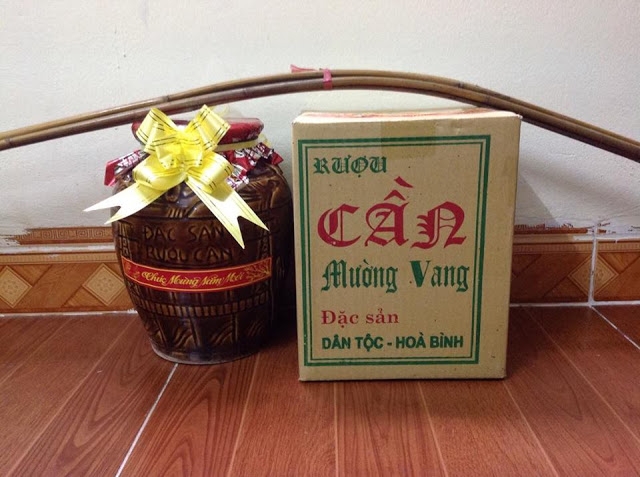 ĐẶC SẢN
RƯỢU CẦN
Chúc Mừng Năm Mới
RƯỢU
CẦN
Mường Vang
Đặc sản
DÂN TỘC - HOÀ BÌNH